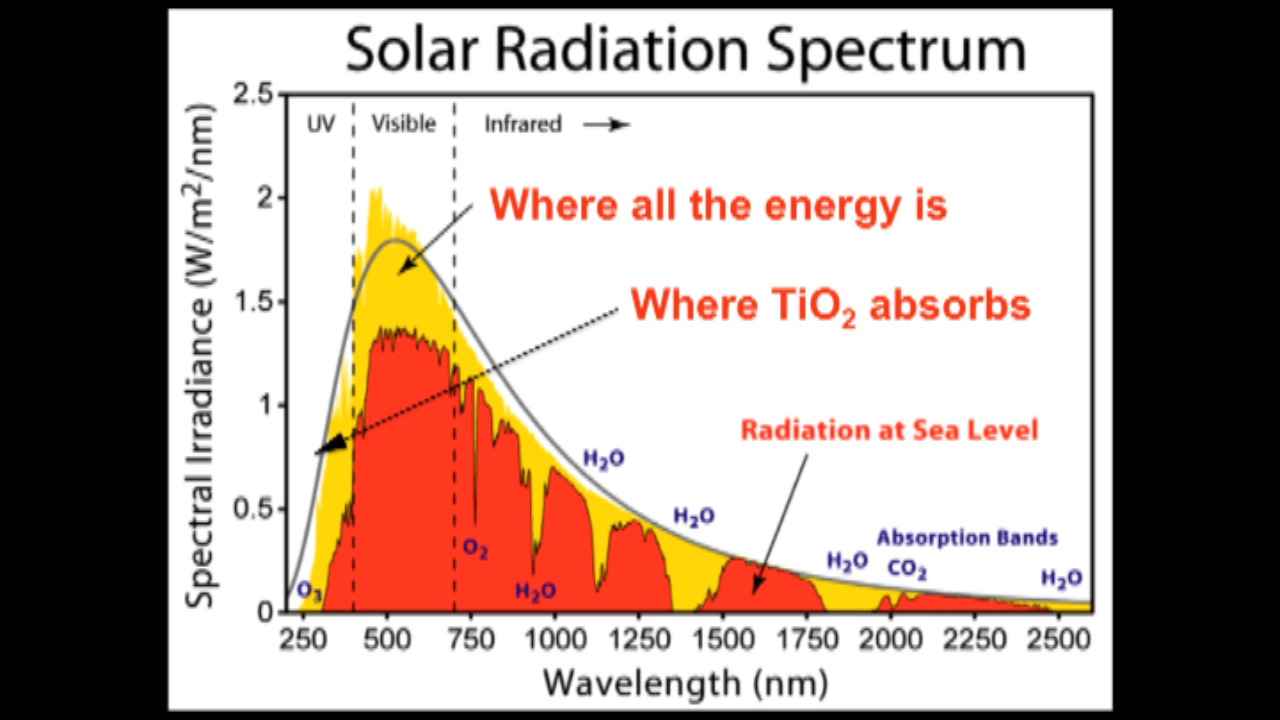 Solar Radiation Spectrum
UV Visible Infrared
Where all the energy is
Where TiO₂ absorbs
Radiation at Sea Level
H₂O
H₂O
Absorption Bands
H₂O CO₂ H₂O
O₂
H₂O
O₃
Spectral Irradiance (W/m²/nm)
2.5
2
1.5
1
0.5
0
250 500 750 1000 1250 1500 1750 2000 2250 2500
Wavelength (nm)